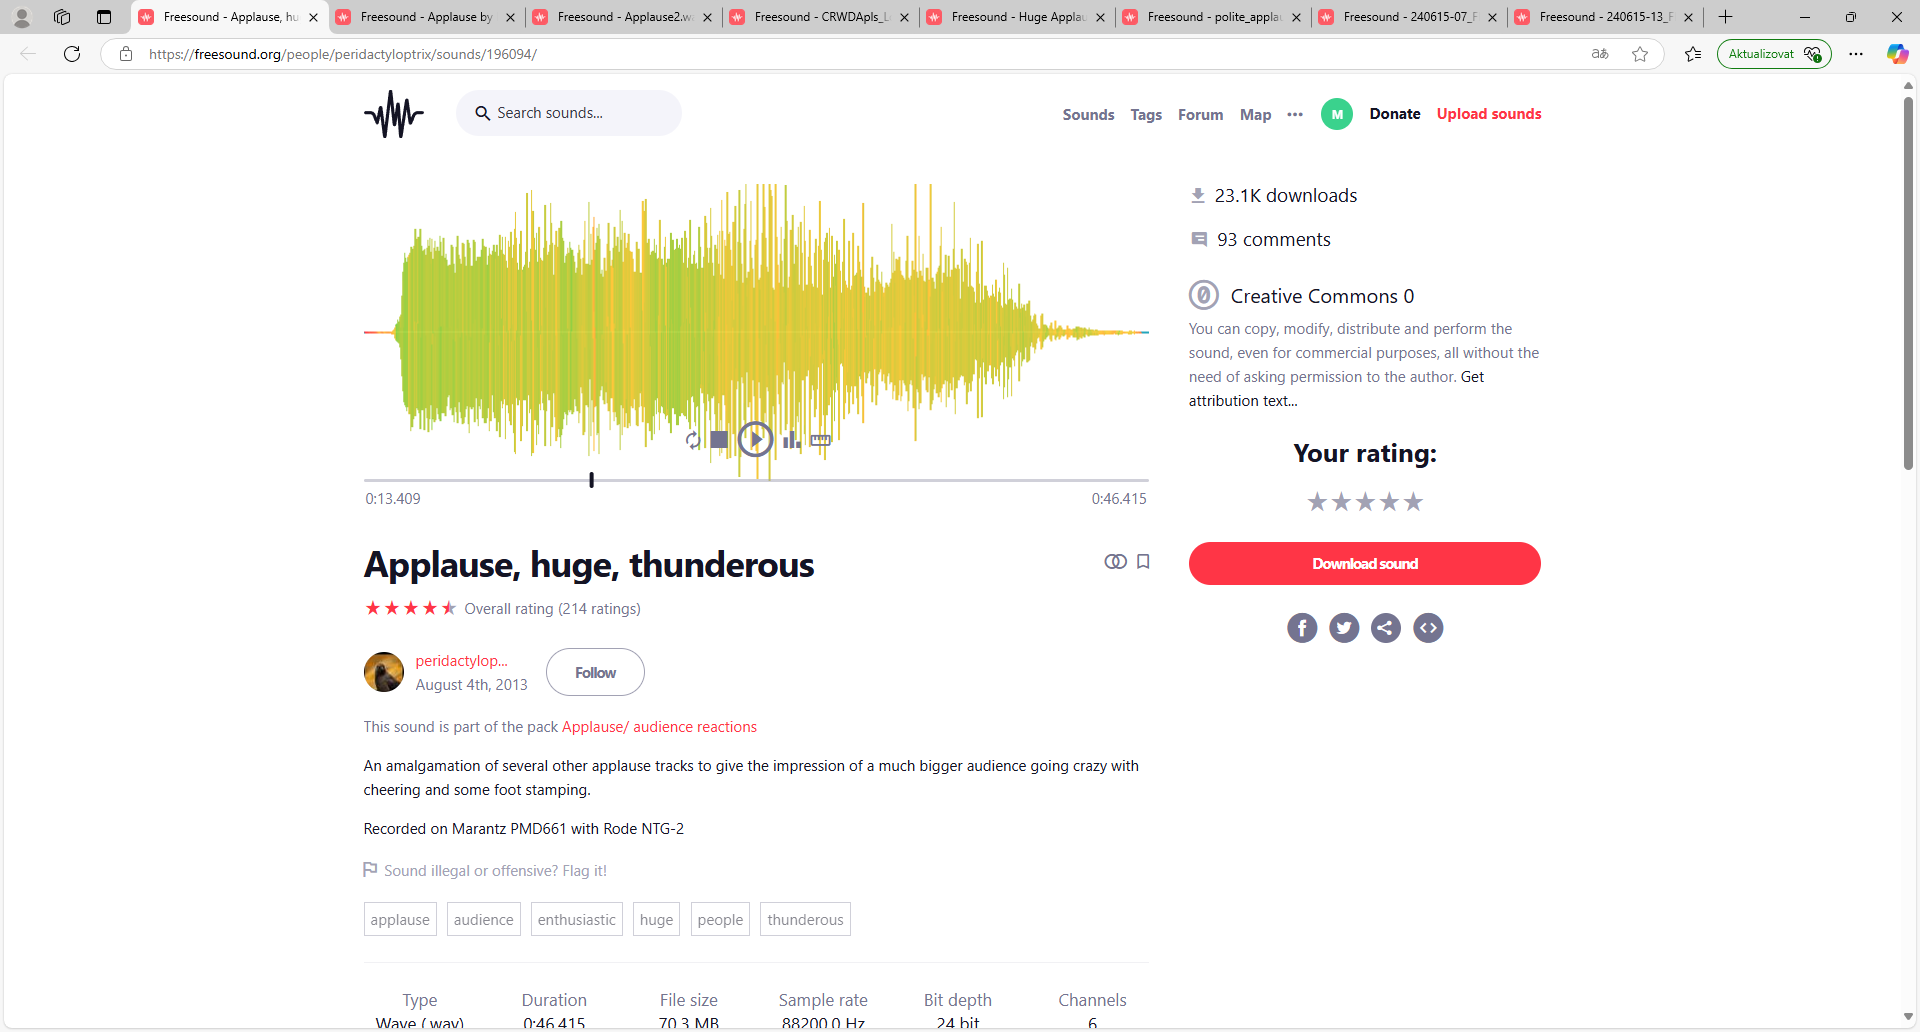 Freesound - Applause, hu
Freesound - Applause by
Freesound - Applause2.w
Freesound - CRWDApls_L
Freesound - Huge Applau
Freesound - polite_applau
Freesound - 240615-07_F
Freesound - 240615-13_F
https://freesound.org/people/peridactyloptrix/sounds/196094/
Aktualizovat
Search sounds...
Sounds
Tags
Forum
Map
M
Donate
Upload sounds
23.1K downloads
93 comments
Creative Commons 0
You can copy, modify, distribute and perform the
sound, even for commercial purposes, all without the
need of asking permission to the author. Get
attribution text...
Your rating:
Download sound
0:13.409
0:46.415
Applause, huge, thunderous
Overall rating (214 ratings)
peridactylop...
August 4th, 2013
Follow
This sound is part of the pack Applause/ audience reactions
An amalgamation of several other applause tracks to give the impression of a much bigger audience going crazy with
cheering and some foot stamping.
Recorded on Marantz PMD661 with Rode NTG-2
Sound illegal or offensive? Flag it!
applause
audience
enthusiastic
huge
people
thunderous
Type
Duration
File size
Sample rate
Bit depth
Channels
Wave (.wav)
0:46.415
70.3 MB
88200.0 Hz
24 bit
6